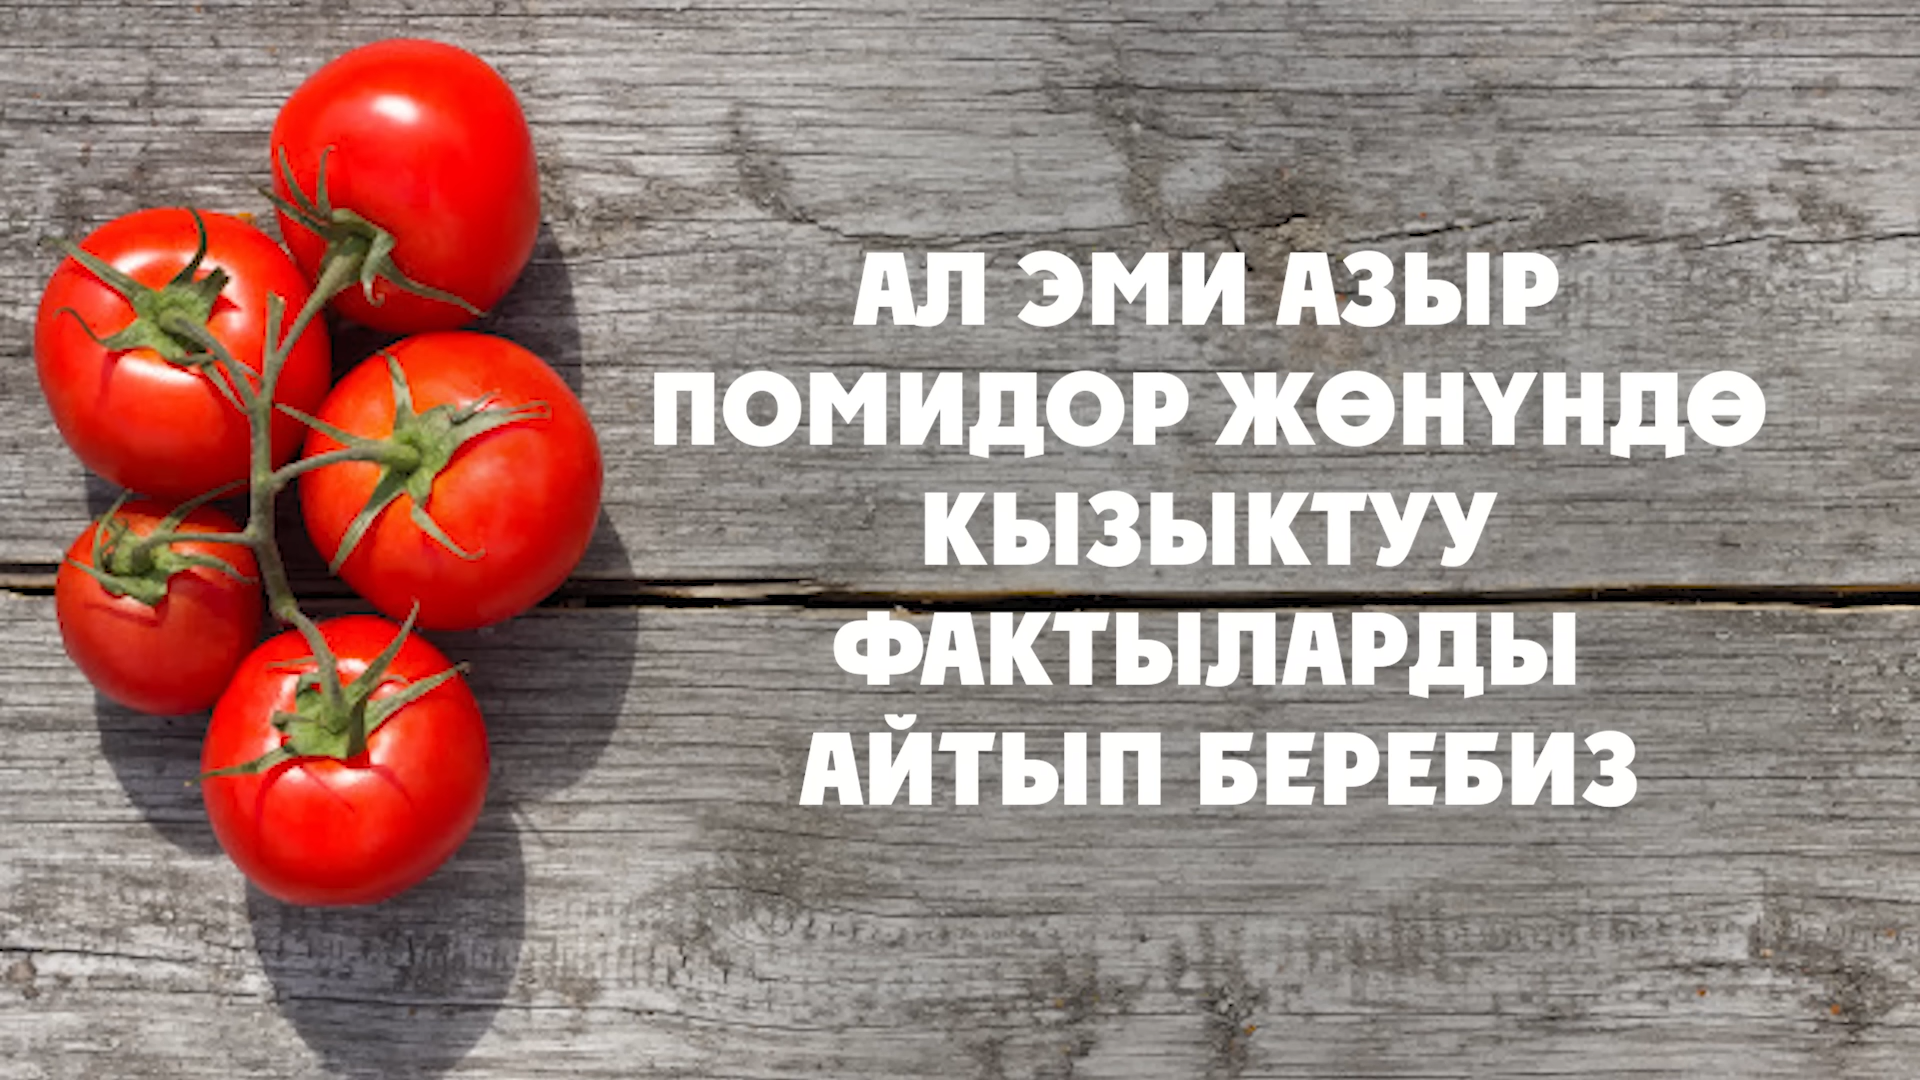 АЛ ЭМИ АЗЫР
ПОМИДОР ЖӨНҮНДӨ
КЫЗЫКТУУ
ФАКТЫЛАРДЫ
АЙТЫП БЕРЕБИЗ